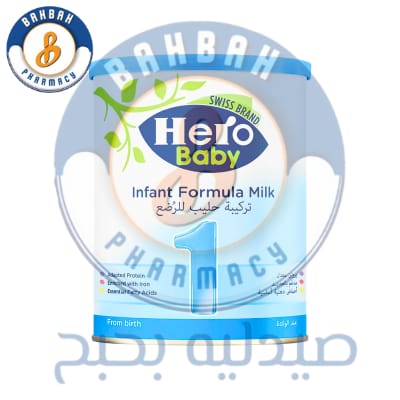 BAHBAH
PHARMACY
BAHBAH
SWISS BRAND
Hero
Baby
Infant Formula Milk
تركيبة حليب للرُضّع
1
Adapted Protein
Enriched with Iron
Essential Fatty Acids
From birth
منذ الولادة
PHARMACY
صيدلية بحبح